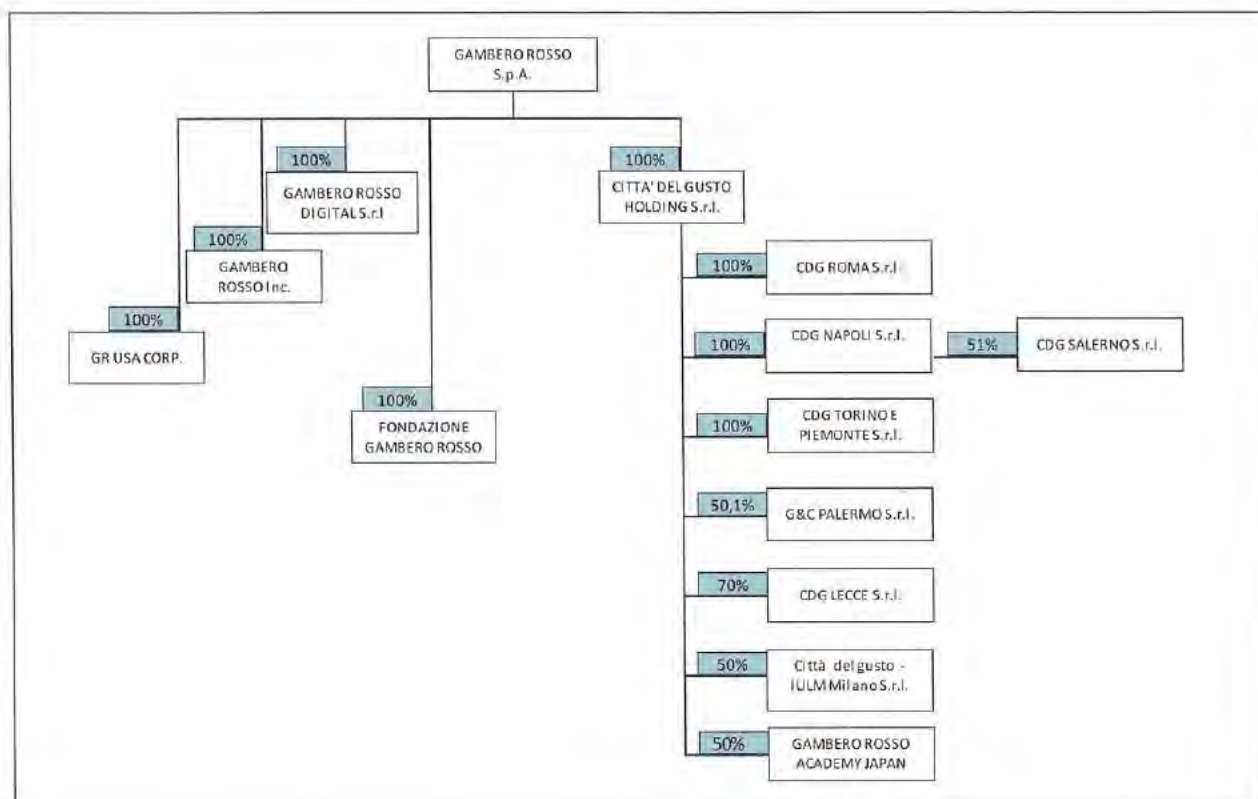 GAMBERO ROSSO
S.p.A.
100%
GAMBERO ROSSO
DIGITAL S.r.l
100%
GAMBERO
ROSSO Inc.
100%
GR USA CORP.
100%
FONDAZIONE
GAMBERO ROSSO
100%
CITTA' DEL GUSTO
HOLDING S.r.l.
100%
CDG ROMA S.r.l.
100%
CDG NAPOLI S.r.l.
51%
CDG SALERNO S.r.l.
100%
CDG TORINO E
PIEMONTE S.r.l.
50,1%
G&C PALERMO S.r.l.
70%
CDG LECCE S.r.l.
50%
Città del gusto -
IULM Milano S.r.l.
50%
GAMBERO ROSSO
ACADEMY JAPAN